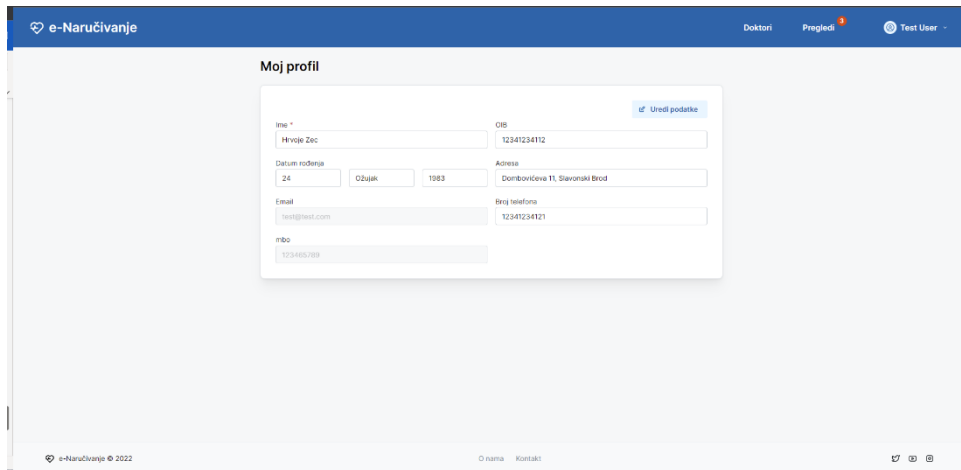 e-Naručivanje
Doktori Pregledi 3 Test User
Moj profil
Uredi podatke
Ime * OIB
Hrvoje Zec 12341234112
Datum rođenja Adresa
24 Ožujak 1983 Dombovićeva 11, Slavonski Brod
Email Broj telefona
test@test.com 12341234121
mbo
123465789
e-Naručivanje © 2022 O nama Kontakt